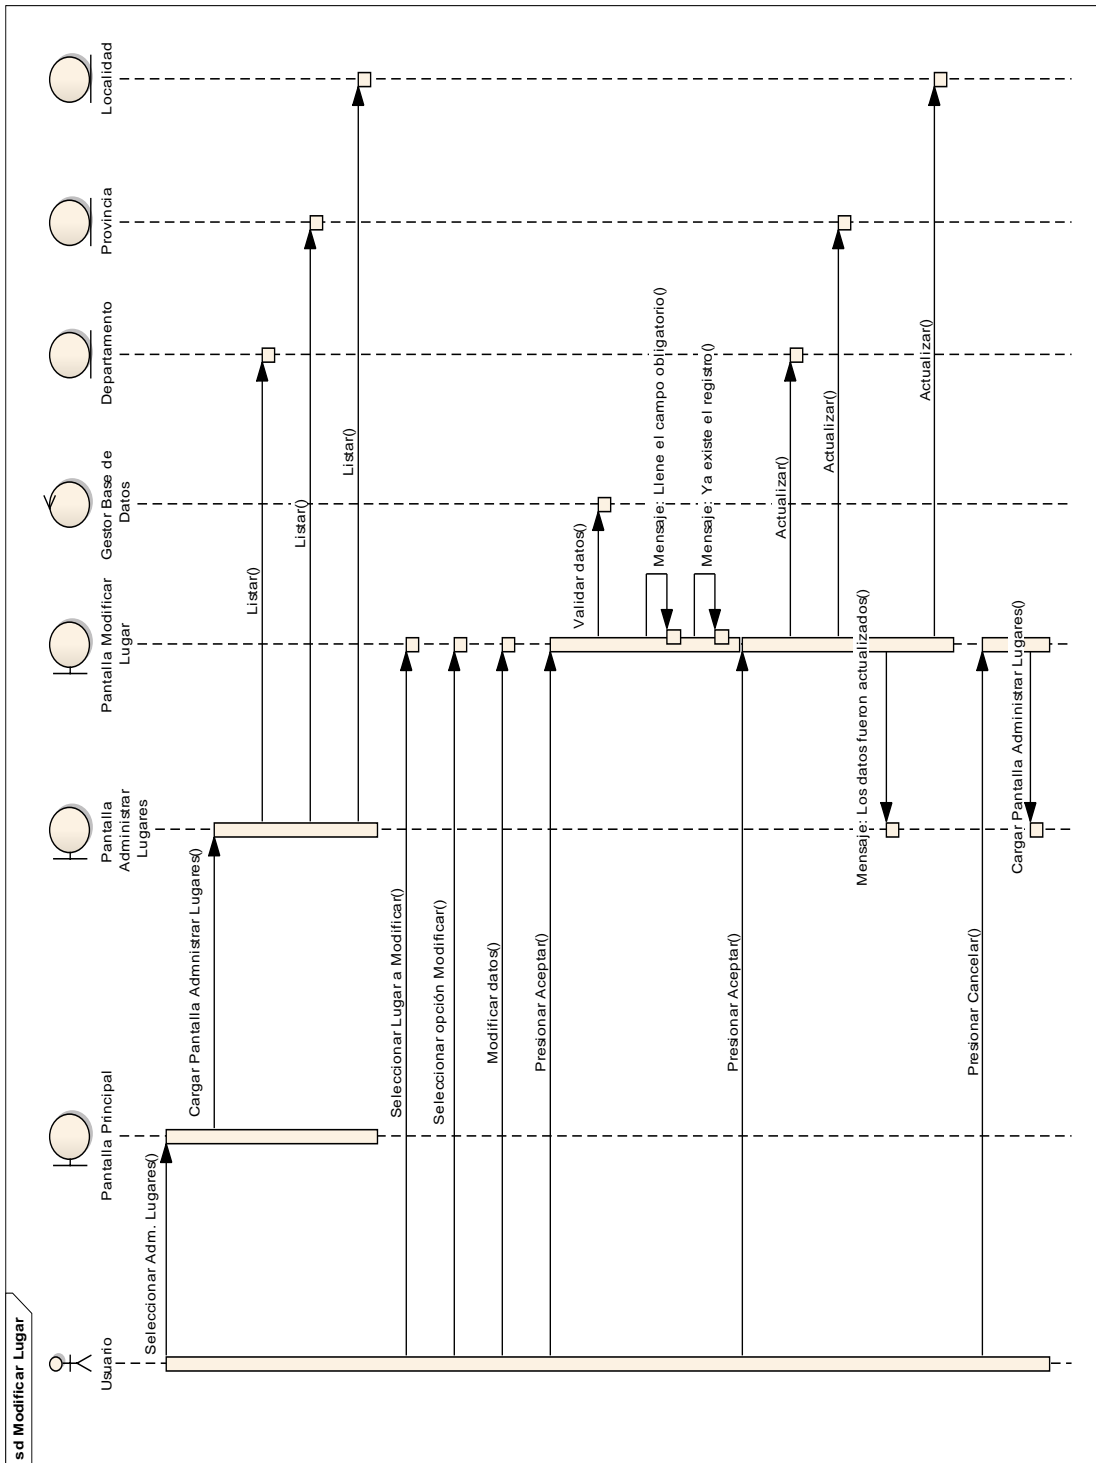 sd Modificar Lugar
Usuario
Pantalla Principal
Pantalla
Administrar
Lugares
Pantalla Modificar
Lugar
Gestor Base de
Datos
Departamento
Provincia
Localidad
Seleccionar Adm. Lugares()
Cargar Pantalla Admnistrar Lugares()
Listar()
Listar()
Listar()
Seleccionar Lugar a Modificar()
Seleccionar opción Modificar()
Modificar datos()
Presionar Aceptar()
Validar datos()
Mensaje: Llene el campo obligatorio()
Mensaje: Ya existe el registro()
Presionar Aceptar()
Actualizar()
Actualizar()
Mensaje: Los datos fueron actualizados()
Actualizar()
Presionar Cancelar()
Cargar Pantalla Administrar Lugares()